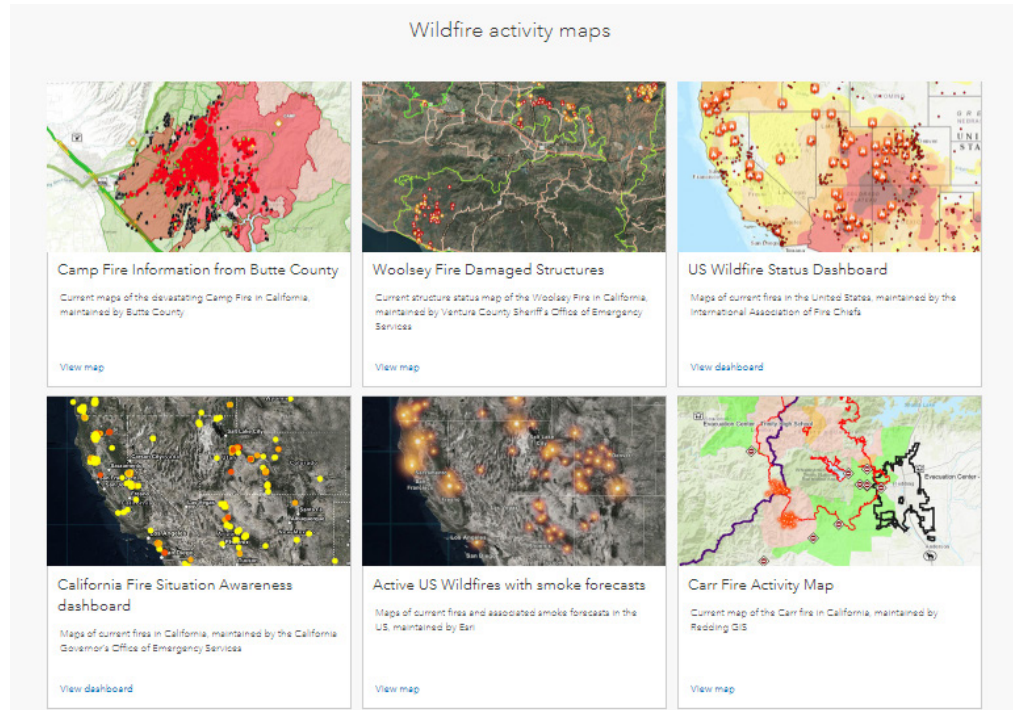 Wildfire activity maps
Camp Fire Information from Butte County
Current maps of the devastating Camp Fire in California,
maintained by Butte County
View map
Woolsey Fire Damaged Structures
Current structure status map of the Woolsey Fire in California,
maintained by Ventura County Sheriff's Office of Emergency
Services
View map
US Wildfire Status Dashboard
Maps of current fires in the United States, maintained by the
International Association of Fire Chiefs
View dashboard
California Fire Situation Awareness
dashboard
Maps of current fires in California, maintained by the California
Governor's Office of Emergency Services
View dashboard
Active US Wildfires with smoke forecasts
Maps of current fires and associated smoke forecasts in the
US, maintained by Esri
View map
Evacuation Center - Trinity High School
Evacuation Center -
Carr Fire Activity Map
Current map of the Carr fire in California, maintained by
Redding GIS
View map